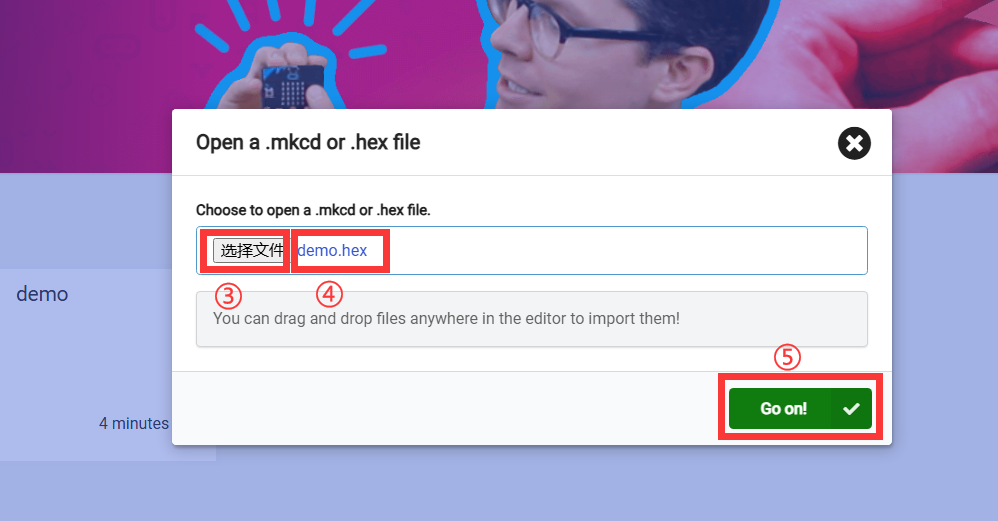 Open a .mkcd or .hex file
Choose to open a .mkcd or .hex file.
选择文件 demo.hex
③ ④
demo
You can drag and drop files anywhere in the editor to import them!
⑤
Go on!
4 minutes